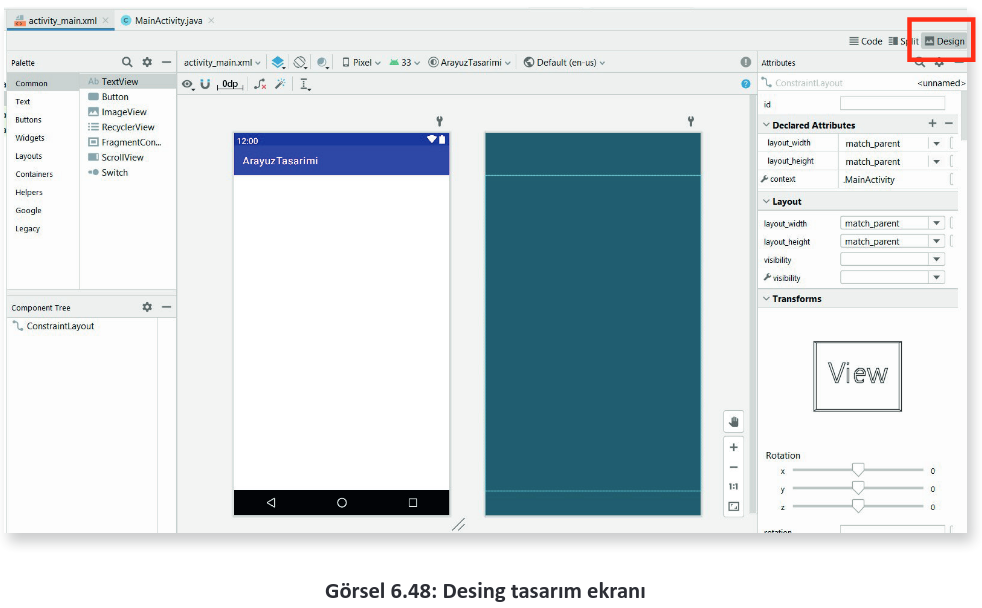 activity_main.xml × MainActivity.java ×
Code Split Design
Palette
Common
Text
Buttons
Widgets
Layouts
Containers
Helpers
Google
Legacy
Ab TextView
Button
ImageView
RecyclerView
FragmentCon...
ScrollView
Switch
Component Tree
ConstraintLayout
activity_main.xml Pixel 33 ArayuzTasarimi Default (en-us)
0dp
12:00
ArayuzTasarimi
1:1
Attributes
ConstraintLayout <unnamed>
id
Declared Attributes
layout_width match_parent
layout_height match_parent
context .MainActivity
Layout
layout_width match_parent
layout_height match_parent
visibility
visibility
Transforms
View
Rotation
x 0
y 0
z 0
rotation
Görsel 6.48: Desing tasarım ekranı